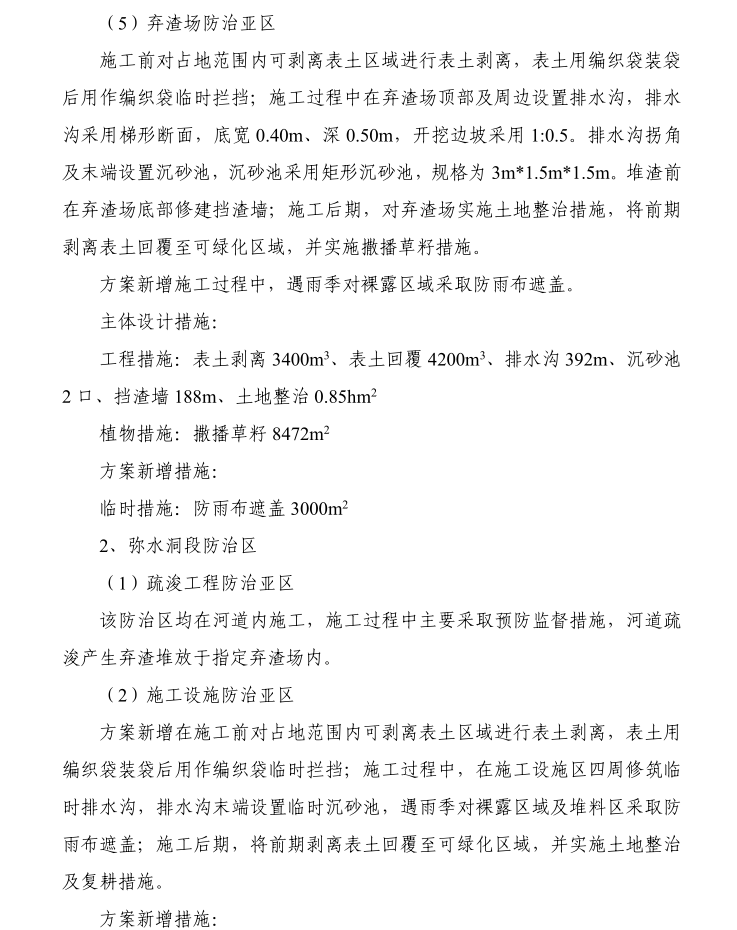 （5）弃渣场防治亚区
施工前对占地范围内可剥离表土区域进行表土剥离，表土用编织袋装袋
后用作编织袋临时拦挡；施工过程中在弃渣场顶部及周边设置排水沟，排水
沟采用梯形断面，底宽 0.40m、深 0.50m，开挖边坡采用 1:0.5。排水沟拐角
及末端设置沉砂池，沉砂池采用矩形沉砂池，规格为 3m*1.5m*1.5m。堆渣前
在弃渣场底部修建挡渣墙；施工后期，对弃渣场实施土地整治措施，将前期
剥离表土回覆至可绿化区域，并实施撒播草籽措施。
方案新增施工过程中，遇雨季对裸露区域采取防雨布遮盖。
主体设计措施：
工程措施：表土剥离 3400m³、表土回覆 4200m³、排水沟 392m、沉砂池
2 口、挡渣墙 188m、土地整治 0.85hm²
植物措施：撒播草籽 8472m²
方案新增措施：
临时措施：防雨布遮盖 3000m²
2、弥水洞段防治区
（1）疏浚工程防治亚区
该防治区均在河道内施工，施工过程中主要采取预防监督措施，河道疏
浚产生弃渣堆放于指定弃渣场内。
（2）施工设施防治亚区
方案新增在施工前对占地范围内可剥离表土区域进行表土剥离，表土用
编织袋装袋后用作编织袋临时拦挡；施工过程中，在施工设施区四周修筑临
时排水沟，排水沟末端设置临时沉砂池，遇雨季对裸露区域及堆料区采取防
雨布遮盖；施工后期，将前期剥离表土回覆至可绿化区域，并实施土地整治
及复耕措施。
方案新增措施：